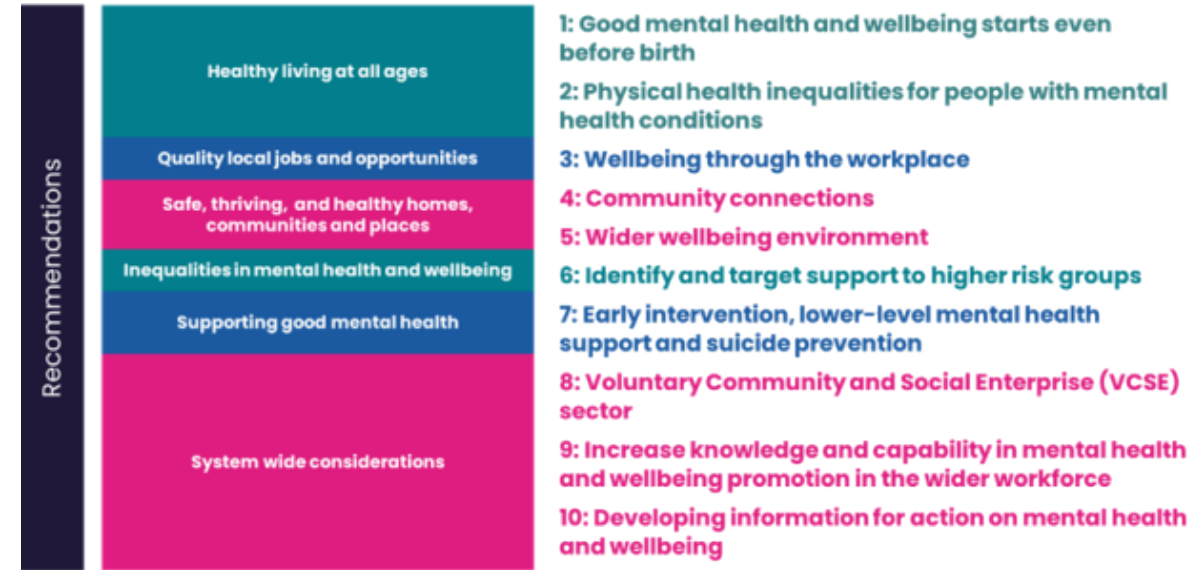 Recommendations
Healthy living at all ages
1: Good mental health and wellbeing starts even
before birth
2: Physical health inequalities for people with mental
health conditions
Quality local jobs and opportunities
3: Wellbeing through the workplace
Safe, thriving, and healthy homes,
communities and places
4: Community connections
5: Wider wellbeing environment
Inequalities in mental health and wellbeing
6: Identify and target support to higher risk groups
Supporting good mental health
7: Early intervention, lower-level mental health
support and suicide prevention
System wide considerations
8: Voluntary Community and Social Enterprise (VCSE)
sector
9: Increase knowledge and capability in mental health
and wellbeing promotion in the wider workforce
10: Developing information for action on mental health
and wellbeing